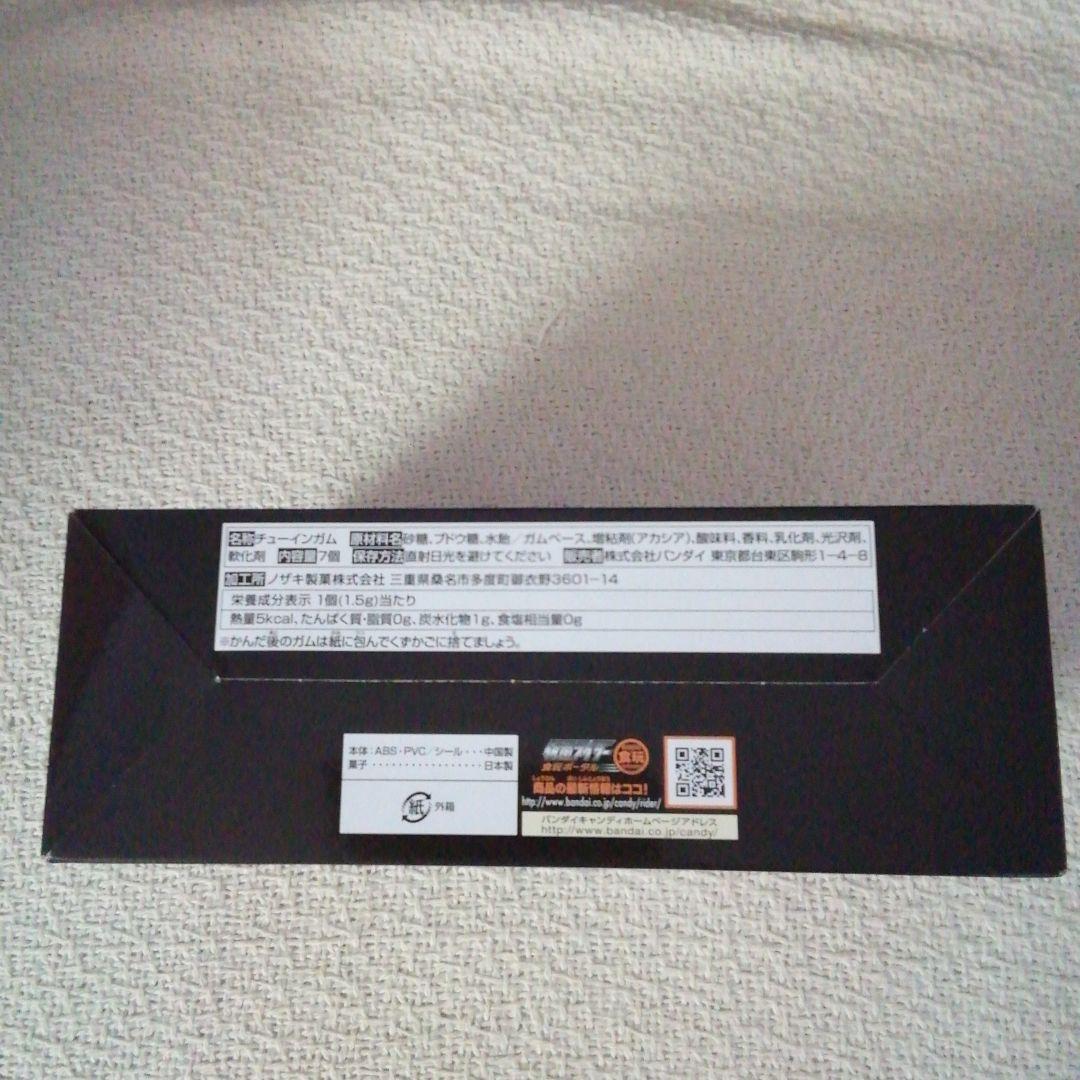 名称チューインガム 原材料名砂糖、ブドウ糖、水飴／ガムベース、増粘剤(アカシア)、酸味料、香料、乳化剤、光沢剤、
軟化剤 内容量7個 保存方法直射日光を避けてください 販売者株式会社バンダイ 東京都台東区駒形1-4-8
加工所 ノザキ製菓株式会社 三重県桑名市多度町御衣野3601-14
栄養成分表示 1個(1.5g)当たり
熱量5kcal、たんぱく質・脂質0g、炭水化物1g、食塩相当量0g
※かんだ後のガムは紙に包んでくずかごに捨てましょう。
本体：ABS・PVC／シール・・・中国製
菓子・・・・・・・・・・・・・・・・・・日本製
紙 外箱
仮面ライダー
食玩ポータル
食玩
商品の最新情報はココ!
http://www.bandai.co.jp/candy/rider/
バンダイキャンディホームページアドレス
http://www.bandai.co.jp/candy/